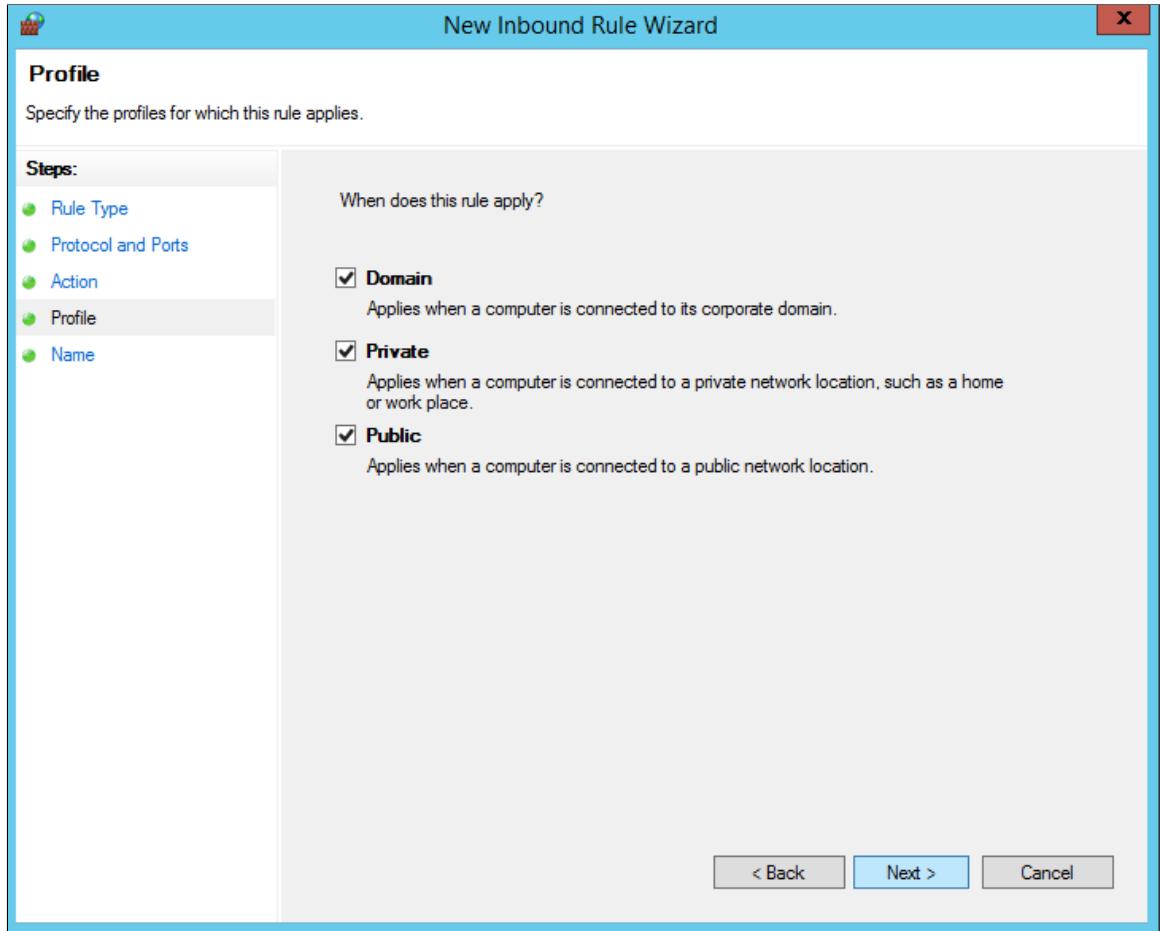 New Inbound Rule Wizard
x
Profile
Specify the profiles for which this rule applies.
Steps:
Rule Type
Protocol and Ports
Action
Profile
Name
When does this rule apply?
Domain
Applies when a computer is connected to its corporate domain.
Private
Applies when a computer is connected to a private network location, such as a home
or work place.
Public
Applies when a computer is connected to a public network location.
< Back
Next >
Cancel